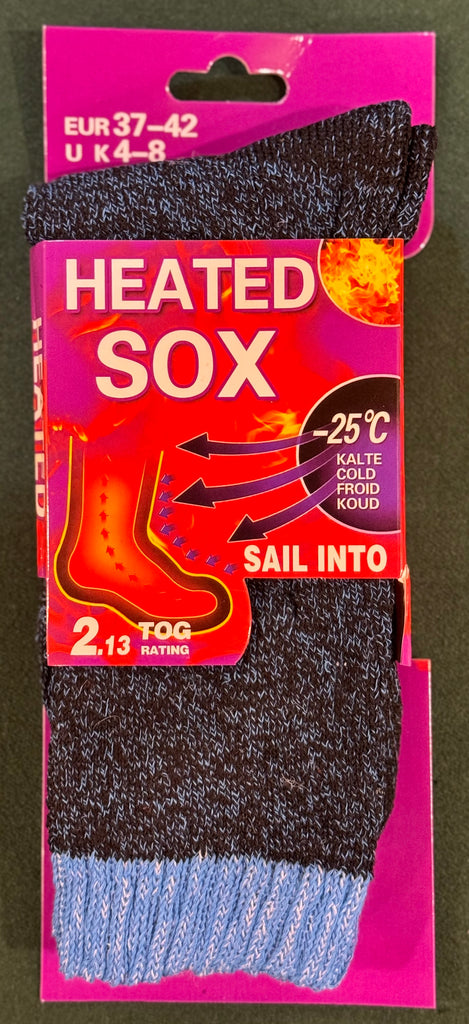 EUR 37–42
U K 4–8
HEATED
SOX
HEATED
–25°C
KALTE
COLD
FROID
KOUD
SAIL INTO
2.13 TOG
RATING